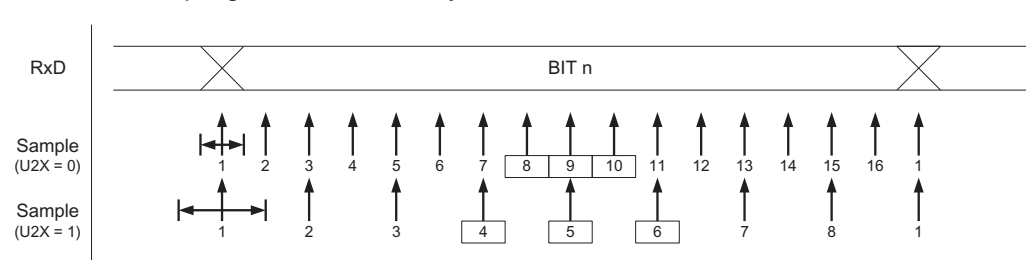 RxD BIT n
1 2 3 4 5 6 7 8 9 10 11 12 13 14 15 16 1
Sample
(U2X = 0)
1 2 3 4 5 6 7 8 1
Sample
(U2X = 1)